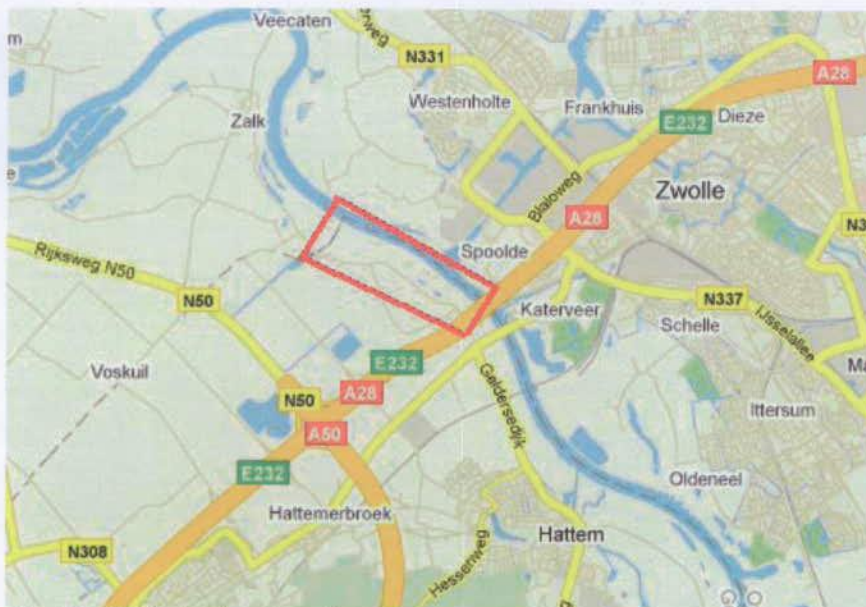 Veecaten
N331
A28
Westenholte
Frankhuis
E232
Dieze
Zalk
Blaloweg
Zwolle
A28
Spoolde
Rijksweg N50
N50
Katerveer
N337
Schelle
IJsselallee
Voskuil
E232
A28
N50
A50
Geldersedijk
Ittersum
E232
Oldeneel
Hattemerbroek
Hattem
N308
Hessenweg